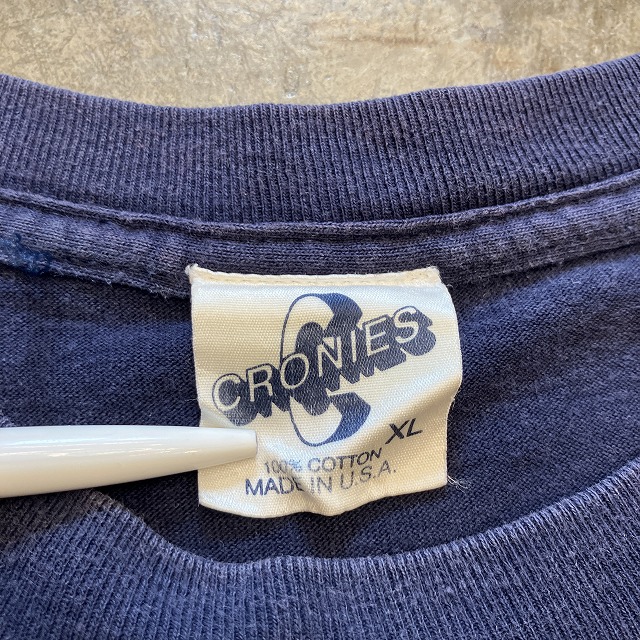 CRONIES
XL
100% COTTON
MADE IN U.S.A.